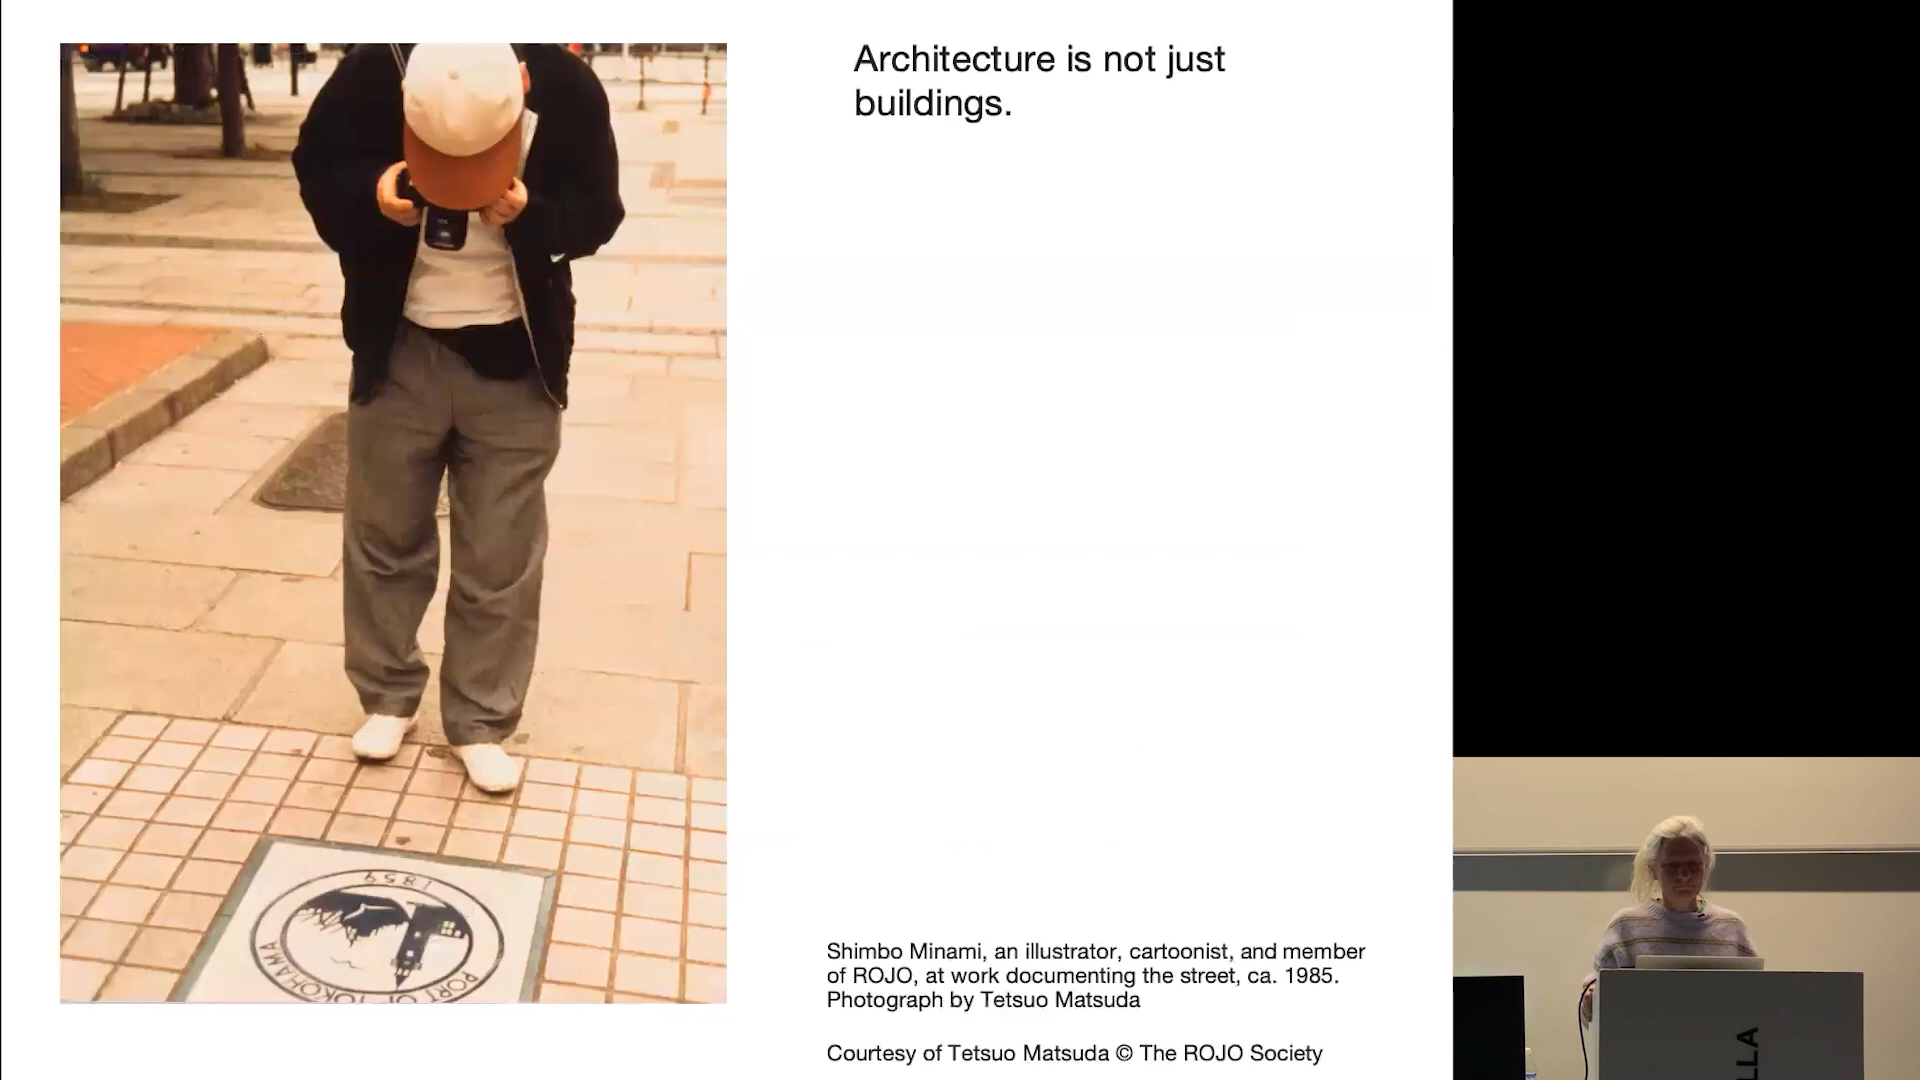 Architecture is not just
buildings.
Shimbo Minami, an illustrator, cartoonist, and member
of ROJO, at work documenting the street, ca. 1985.
Photograph by Tetsuo Matsuda
Courtesy of Tetsuo Matsuda © The ROJO Society
1859
PORT OF YOKOHAMA
LLA